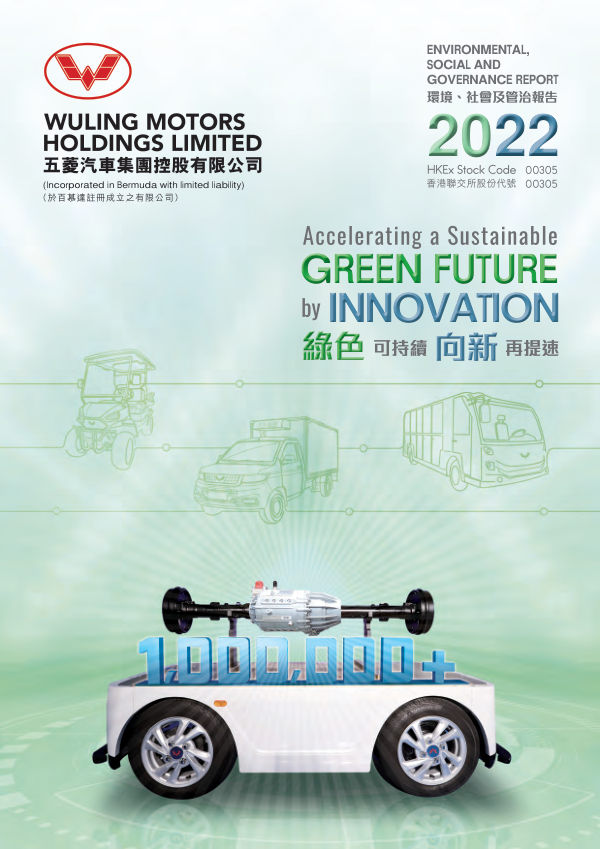 WULING MOTORS
HOLDINGS LIMITED
五菱汽車集團控股有限公司
(Incorporated in Bermuda with limited liability)
（於百慕達註冊成立之有限公司）
ENVIRONMENTAL,
SOCIAL AND
GOVERNANCE REPORT
環境、社會及管治報告
2022
HKEx Stock Code 00305
香港聯交所股份代號 00305
Accelerating a Sustainable
GREEN FUTURE
by INNOVATION
綠色 可持續 向新 再提速
1,000,000+